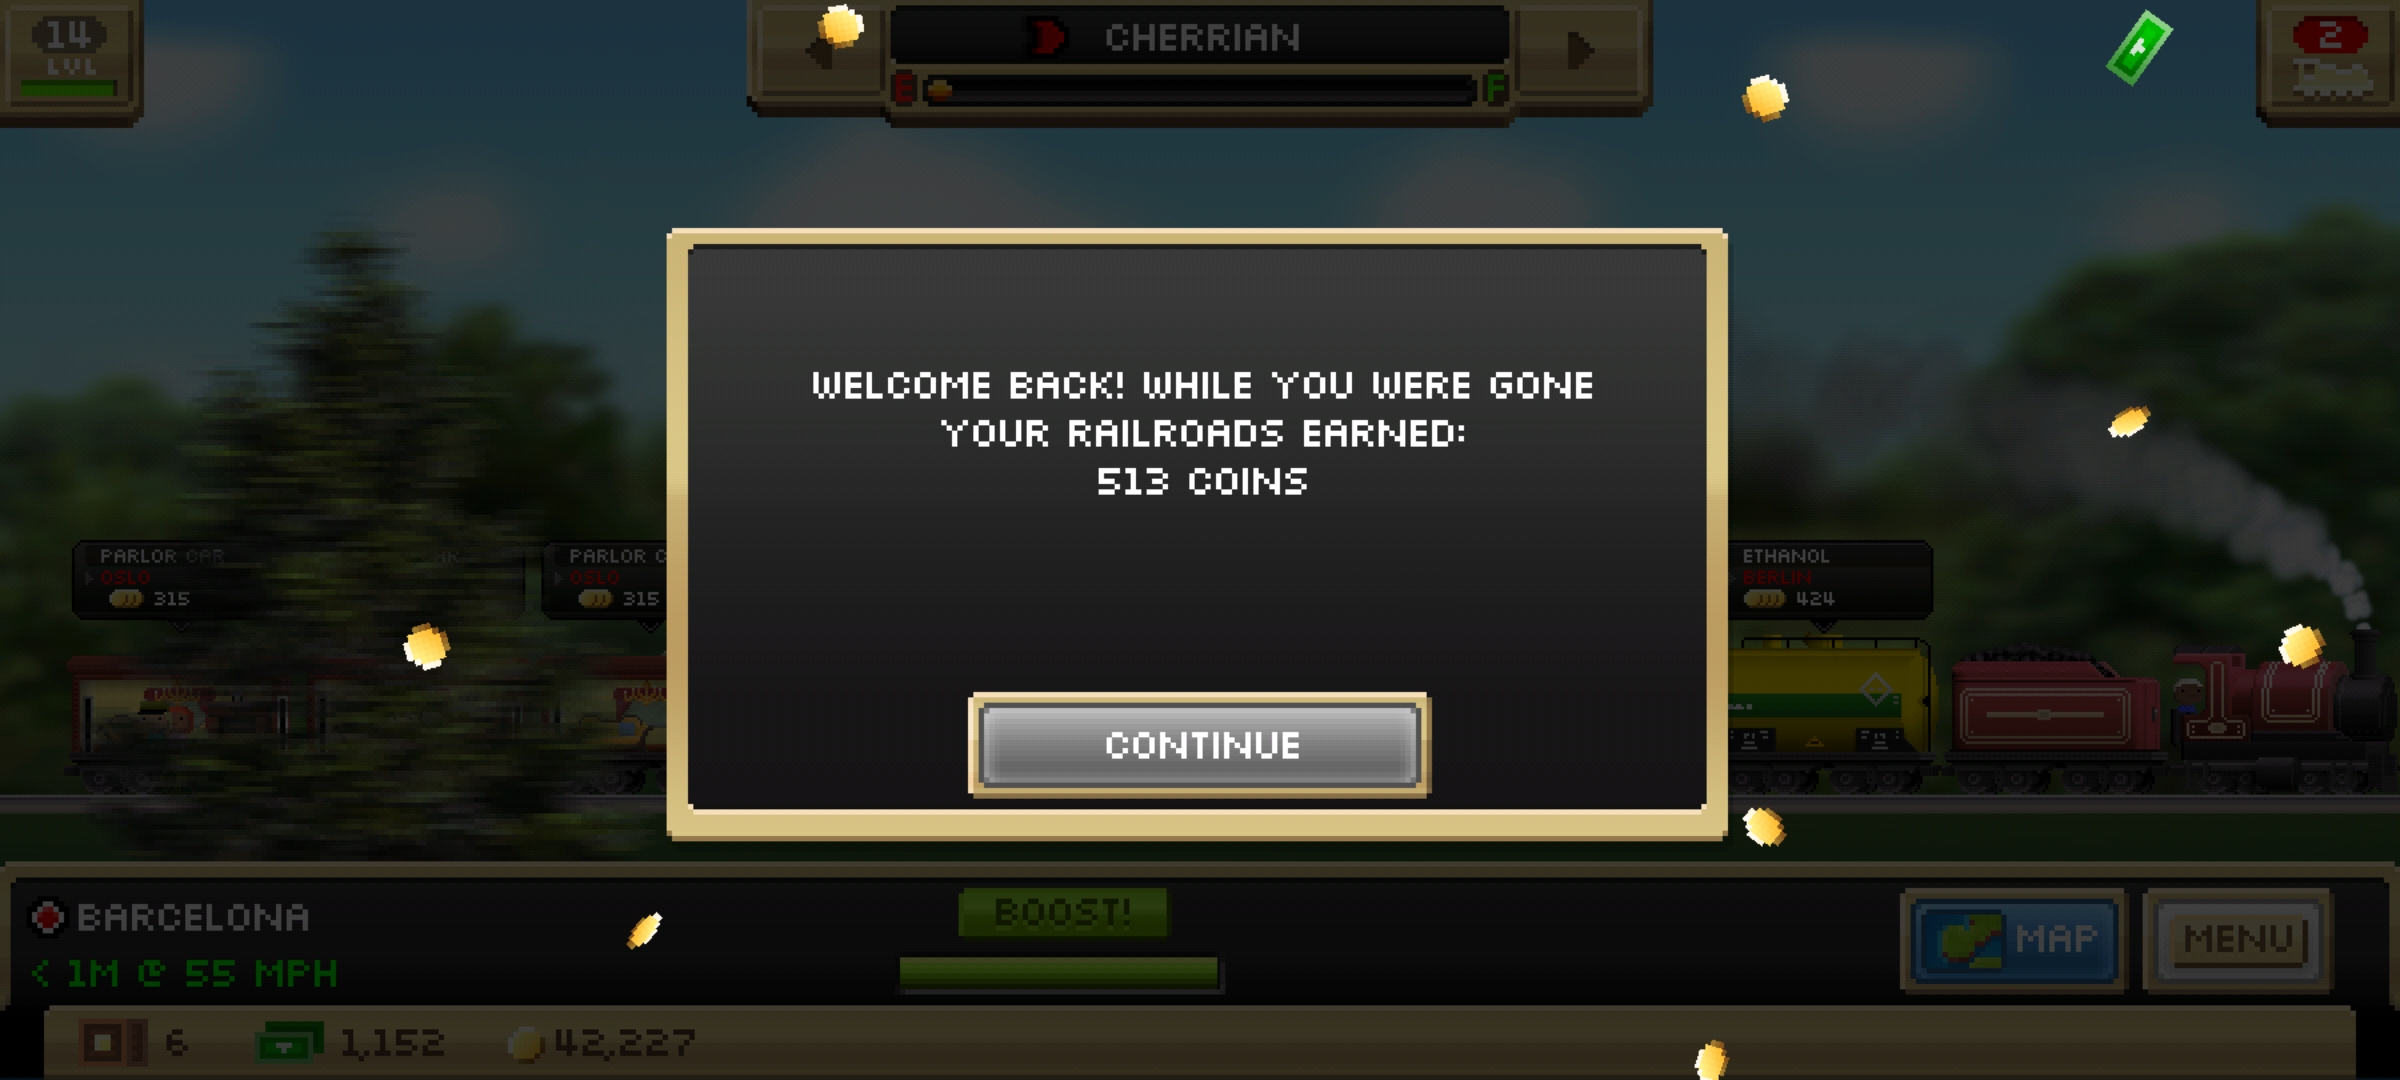 14
LVL
CHERRIAN
E
F
2
WELCOME BACK! WHILE YOU WERE GONE
YOUR RAILROADS EARNED:
513 COINS
PARLOR CAR
OSLO
315
PARLOR C
OSLO
315
ETHANOL
BERLIN
424
CONTINUE
BARCELONA
< 1M @ 55 MPH
BOOST!
MAP
MENU
6
1,152
42,227